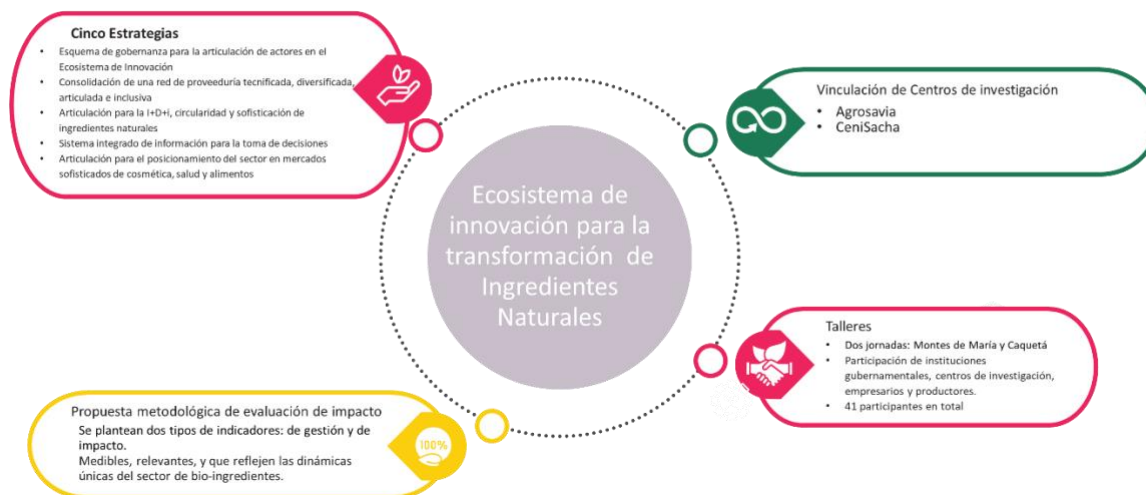 Cinco Estrategias
• Esquema de gobernanza para la articulación de actores en el
Ecosistema de Innovación
• Consolidación de una red de proveeduría tecnificada, diversificada,
articulada e inclusiva
• Articulación para la I+D+i, circularidad y sofisticación de
ingredientes naturales
• Sistema integrado de información para la toma de decisiones
• Articulación para el posicionamiento del sector en mercados
sofisticados de cosmética, salud y alimentos
Vinculación de Centros de investigación
• Agrosavia
• CeniSacha
Ecosistema de
innovación para la
transformación de
Ingredientes
Naturales
Talleres
• Dos jornadas: Montes de María y Caquetá
• Participación de instituciones
gubernamentales, centros de investigación,
empresarios y productores.
• 41 participantes en total
Propuesta metodológica de evaluación de impacto
Se plantean dos tipos de indicadores: de gestión y de
impacto.
Medibles, relevantes, y que reflejen las dinámicas
únicas del sector de bio-ingredientes.
100%